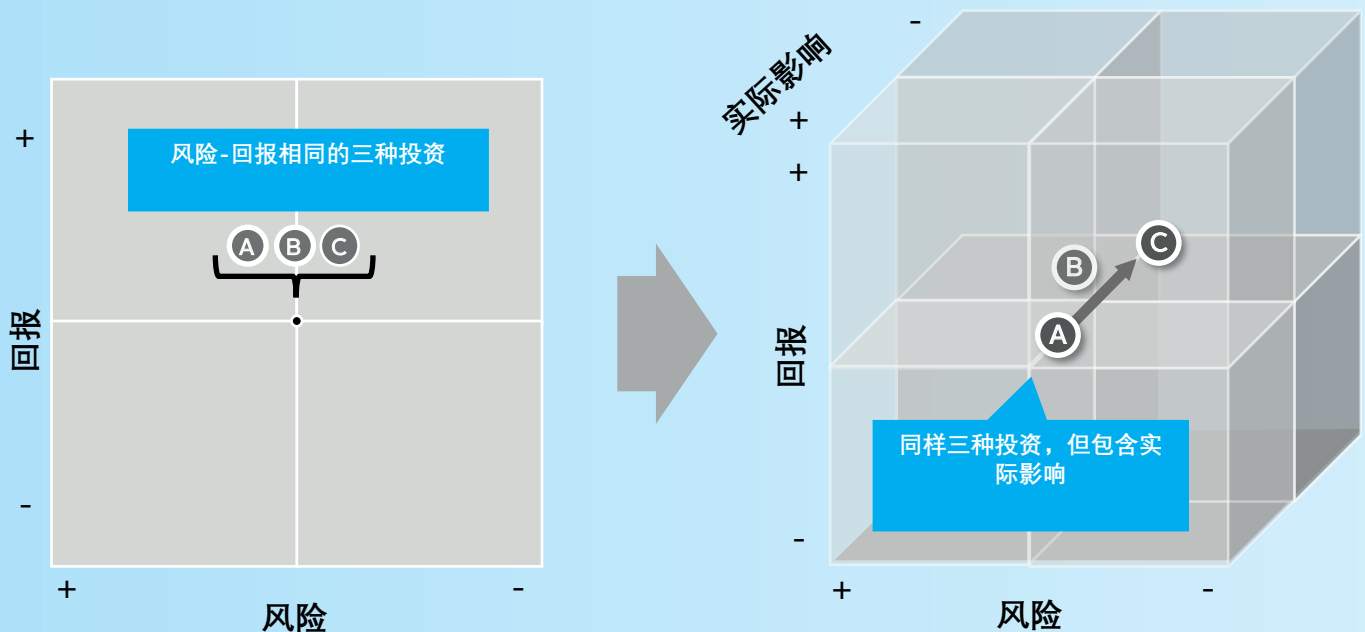 +
风险-回报相同的三种投资
A B C
回报
-
+
-
风险
-
实际影响
+
+
C
B
A
回报
同样三种投资，但包含实
际影响
-
+
-
风险